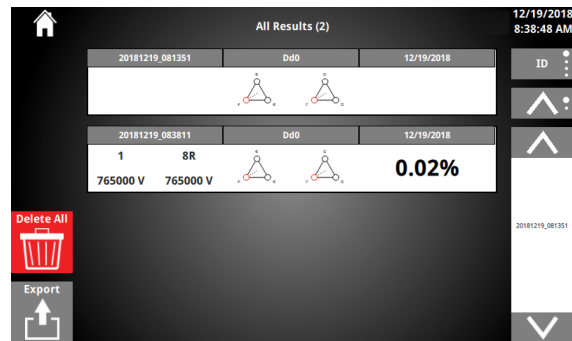 All Results (2)
12/19/2018
8:38:48 AM
20181219_081351 Dd0 12/19/2018
ID
20181219_083811 Dd0 12/19/2018
1 8R
0.02%
765000 V 765000 V
Delete All
20181219_081351
Export